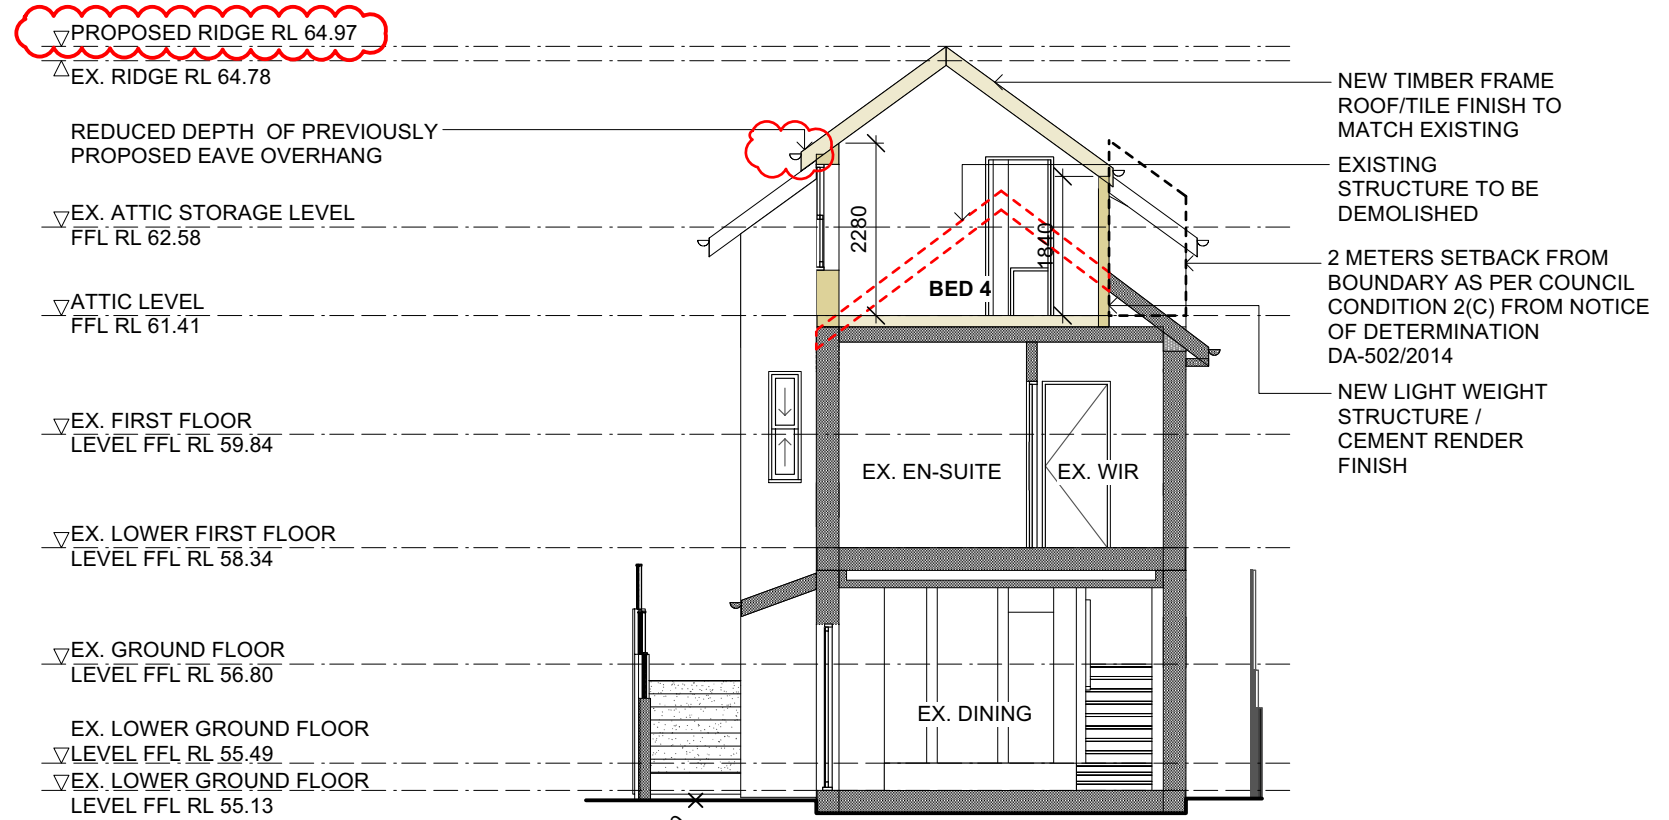 PROPOSED RIDGE RL 64.97
EX. RIDGE RL 64.78
REDUCED DEPTH OF PREVIOUSLY
PROPOSED EAVE OVERHANG
EX. ATTIC STORAGE LEVEL
FFL RL 62.58
ATTIC LEVEL
FFL RL 61.41
EX. FIRST FLOOR
LEVEL FFL RL 59.84
EX. LOWER FIRST FLOOR
LEVEL FFL RL 58.34
EX. GROUND FLOOR
LEVEL FFL RL 56.80
EX. LOWER GROUND FLOOR
LEVEL FFL RL 55.49
EX. LOWER GROUND FLOOR
LEVEL FFL RL 55.13
2280
1840
BED 4
EX. EN-SUITE
EX. WIR
EX. DINING
NEW TIMBER FRAME
ROOF/TILE FINISH TO
MATCH EXISTING
EXISTING
STRUCTURE TO BE
DEMOLISHED
2 METERS SETBACK FROM
BOUNDARY AS PER COUNCIL
CONDITION 2(C) FROM NOTICE
OF DETERMINATION
DA-502/2014
NEW LIGHT WEIGHT
STRUCTURE /
CEMENT RENDER
FINISH